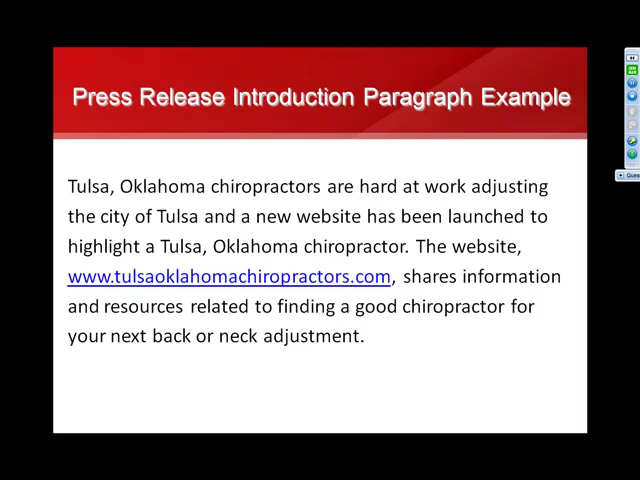 Press Release Introduction Paragraph Example
Tulsa, Oklahoma chiropractors are hard at work adjusting
the city of Tulsa and a new website has been launched to
highlight a Tulsa, Oklahoma chiropractor. The website,
www.tulsaoklahomachiropractors.com, shares information
and resources related to finding a good chiropractor for
your next back or neck adjustment.